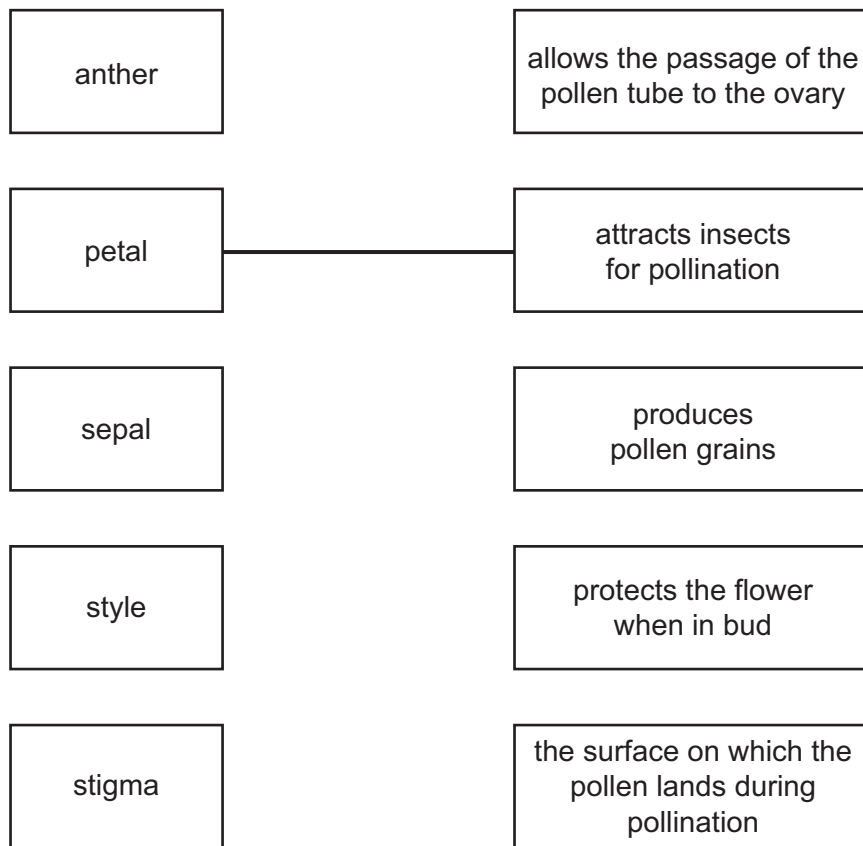 anther
allows the passage of the
pollen tube to the ovary
petal
attracts insects
for pollination
sepal
produces
pollen grains
style
protects the flower
when in bud
stigma
the surface on which the
pollen lands during
pollination